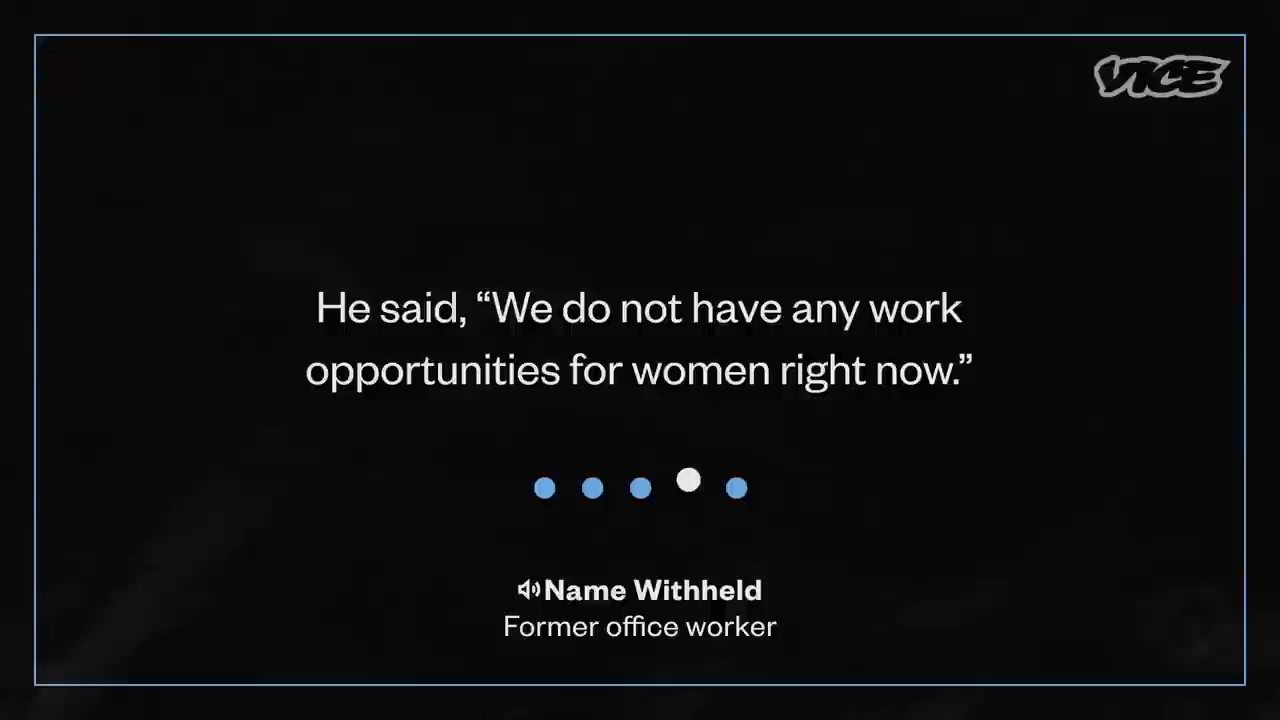 VICE
He said, “We do not have any work
opportunities for women right now.”
Name Withheld
Former office worker